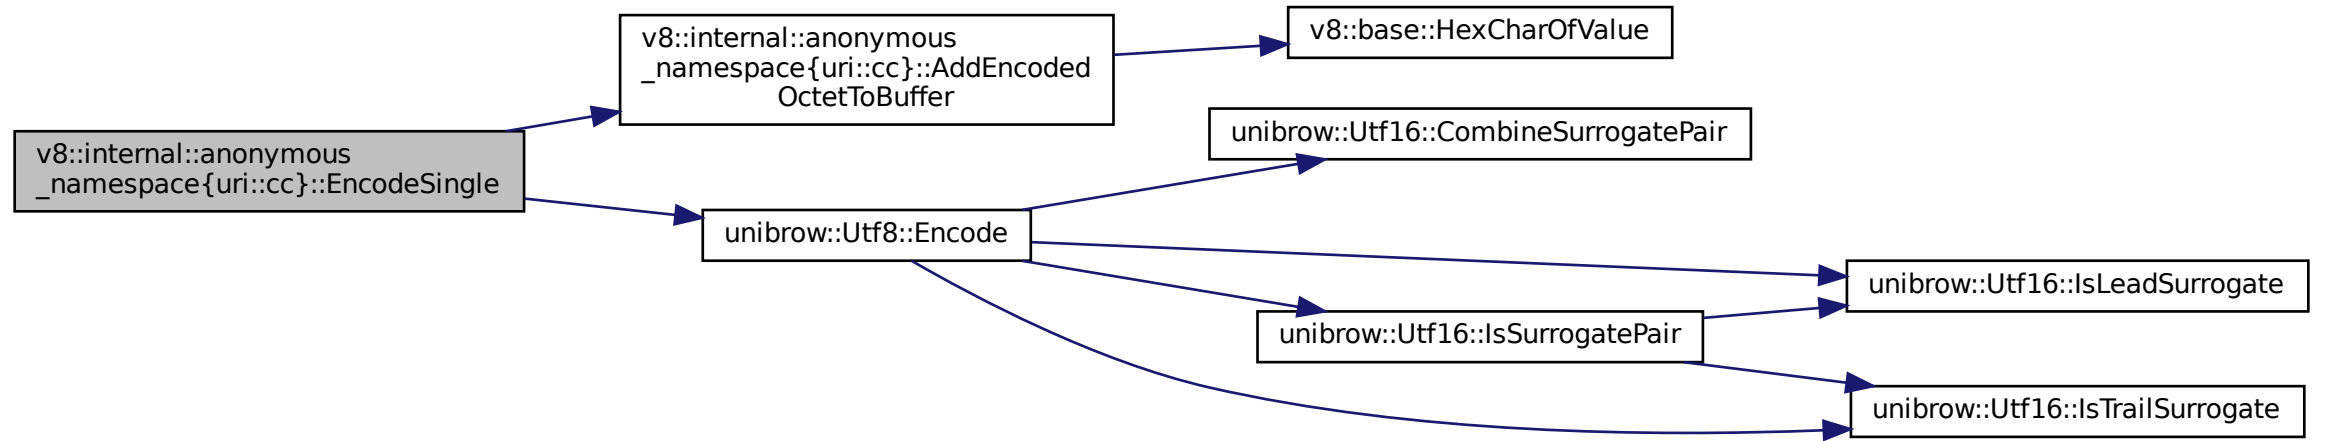 v8::internal::anonymous
_namespace{uri::cc}::EncodeSingle
v8::internal::anonymous
_namespace{uri::cc}::AddEncoded
OctetToBuffer
v8::base::HexCharOfValue
unibrow::Utf8::Encode
unibrow::Utf16::CombineSurrogatePair
unibrow::Utf16::IsLeadSurrogate
unibrow::Utf16::IsSurrogatePair
unibrow::Utf16::IsTrailSurrogate